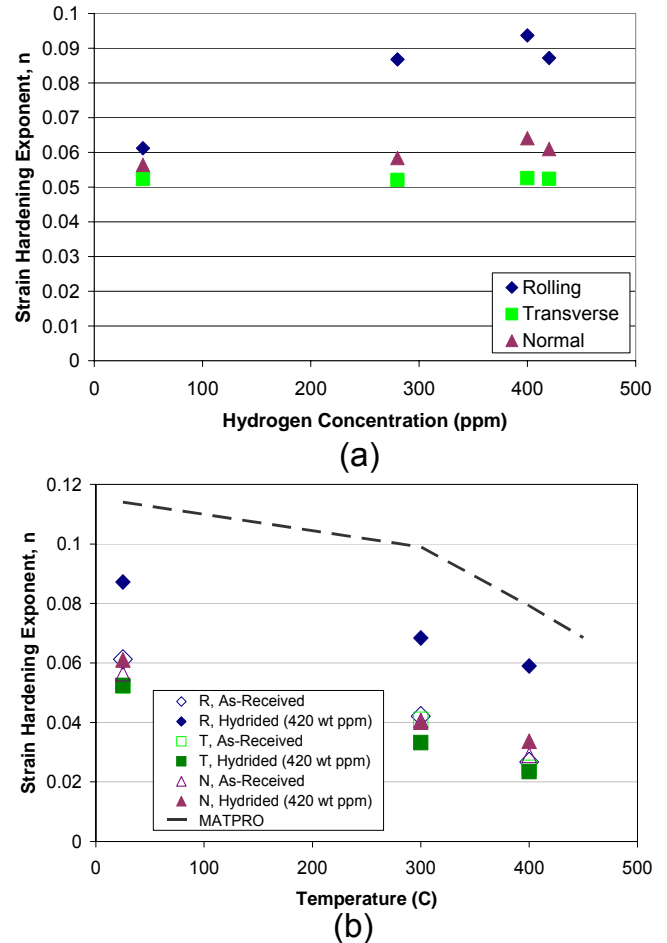 0.1
0.09
0.08
0.07
0.06
0.05
0.04
0.03
0.02
0.01
0
Strain Hardening Exponent, n
Rolling
Transverse
Normal
0 100 200 300 400 500
Hydrogen Concentration (ppm)
(a)
0.12
0.1
0.08
0.06
0.04
0.02
0
Strain Hardening Exponent, n
R, As-Received
R, Hydrided (420 wt ppm)
T, As-Received
T, Hydrided (420 wt ppm)
N, As-Received
N, Hydrided (420 wt ppm)
MATPRO
0 100 200 300 400 500
Temperature (C)
(b)